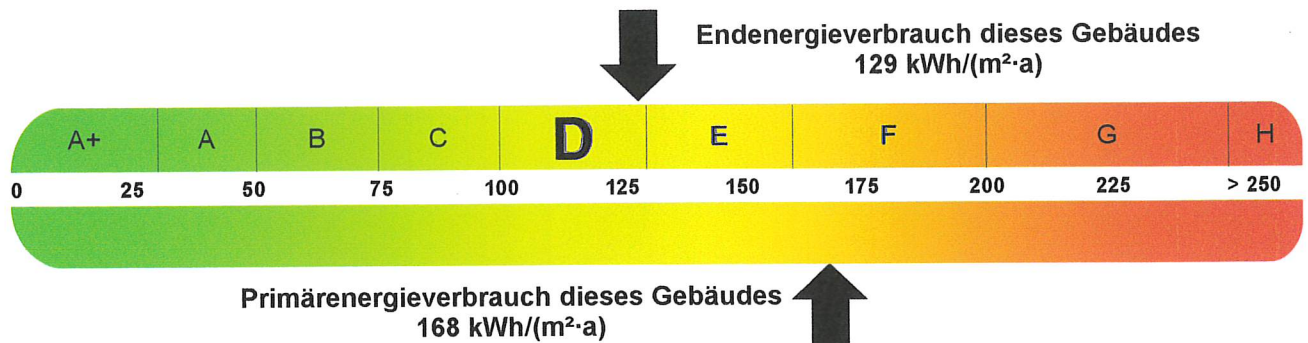 Endenergieverbrauch dieses Gebäudes
129 kWh/(m²·a)
A+ A B C D E F G H
0 25 50 75 100 125 150 175 200 225 > 250
Primärenergieverbrauch dieses Gebäudes
168 kWh/(m²·a)